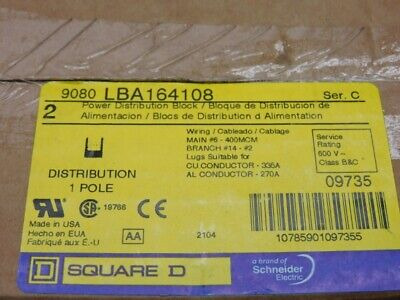 9080 LBA164108 Ser. C
2 Power Distribution Block / Bloque de Distribucion de
Alimentacion / Blocs de Distribution d Alimentation
DISTRIBUTION
1 POLE
Wiring / Cableado / Cablage
MAIN #6 - 400MCM
BRANCH #14 - #2
Lugs Suitable for
CU CONDUCTOR - 335A
AL CONDUCTOR - 270A
Service
Rating
600 V ~
Class B&C
09735
UL US
SA 19766
Made in USA
Hecho en EUA
Fabriqué aux É.-U
AA
2104
10785901097355
D SQUARE D
a brand of
Schneider
Electric